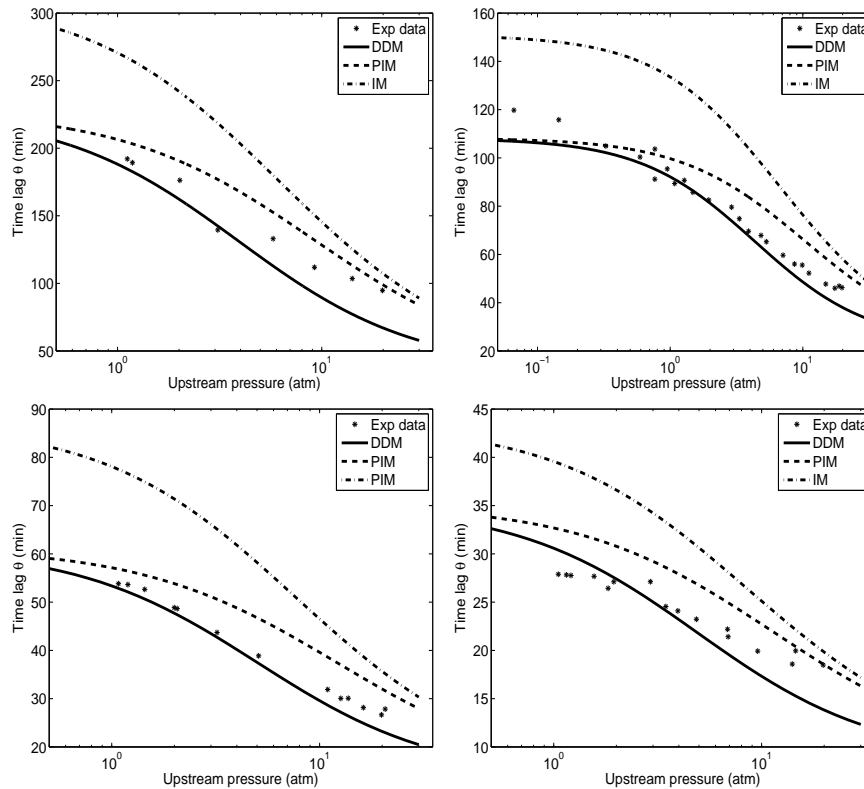 300
250
200
150
100
50
10^0
10^1
Time lag θ (min)
Upstream pressure (atm)
Exp data
DDM
PIM
IM
160
140
120
100
80
60
40
20
10^−1
10^0
10^1
Time lag θ (min)
Upstream pressure (atm)
Exp data
DDM
PIM
IM
90
80
70
60
50
40
30
20
10^0
10^1
Time lag θ (min)
Upstream pressure (atm)
Exp data
DDM
PIM
PIM
45
40
35
30
25
20
15
10
10^0
10^1
Time lag θ (min)
Upstream pressure (atm)
Exp data
DDM
PIM
IM